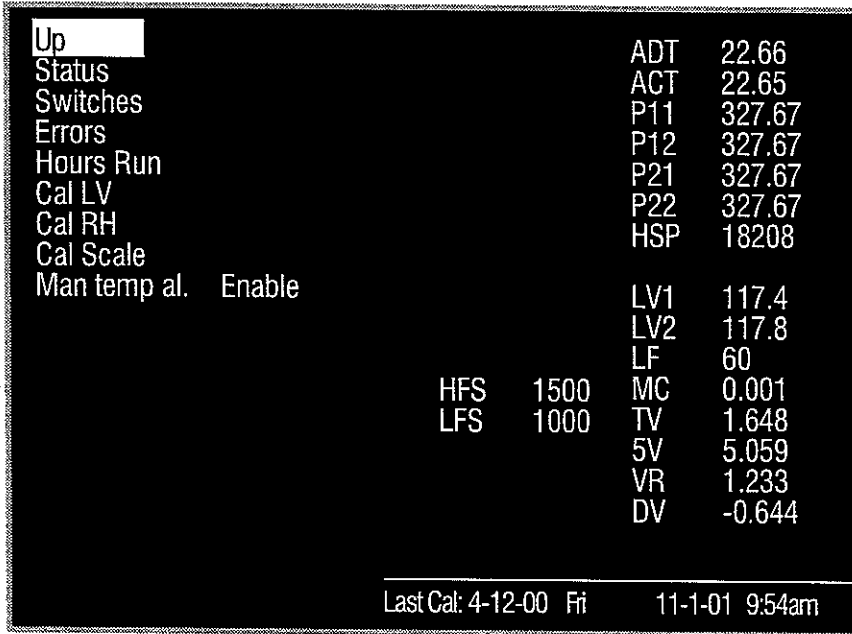 Up
Status
Switches
Errors
Hours Run
Cal LV
Cal RH
Cal Scale
Man temp al. Enable
ADT 22.66
ACT 22.65
P11 327.67
P12 327.67
P21 327.67
P22 327.67
HSP 18208
LV1 117.4
LV2 117.8
LF 60
HFS 1500 MC 0.001
LFS 1000 TV 1.648
5V 5.059
VR 1.233
DV -0.644
Last Cal: 4-12-00 Fri 11-1-01 9:54am